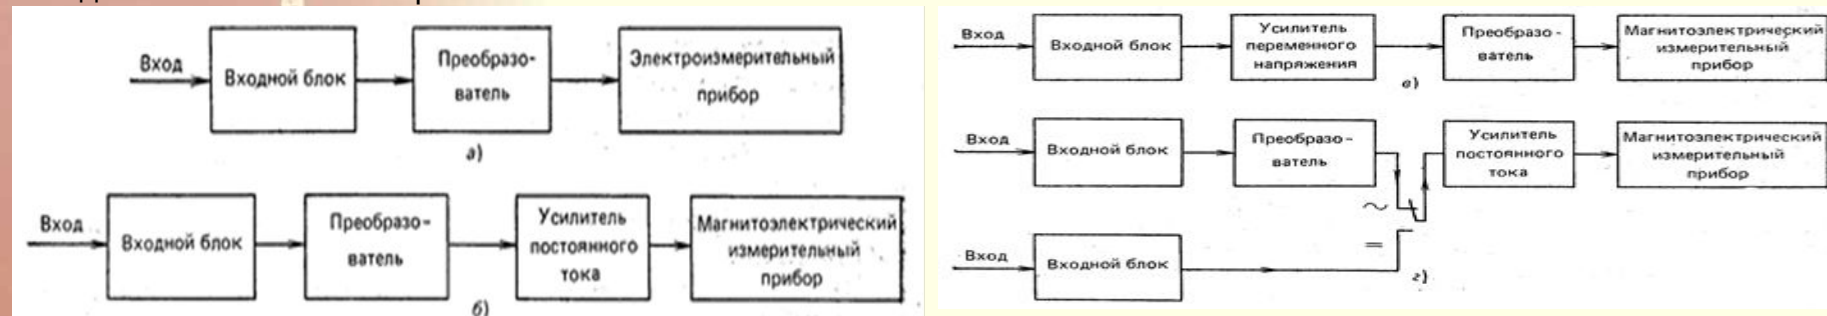 Вход
Входной блок
Преобразо-
ватель
Электроизмерительный
прибор
а)
Вход
Входной блок
Преобразо-
ватель
Усилитель
постоянного
тока
Магнитоэлектрический
измерительный
прибор
б)
Вход
Входной блок
Усилитель
переменного
напряжения
Преобразо-
ватель
Магнитоэлектрический
измерительный
прибор
в)
Вход
Входной блок
Преобразо-
ватель
Усилитель
постоянного
тока
Магнитоэлектрический
измерительный
прибор
~
=
Вход
Входной блок
г)